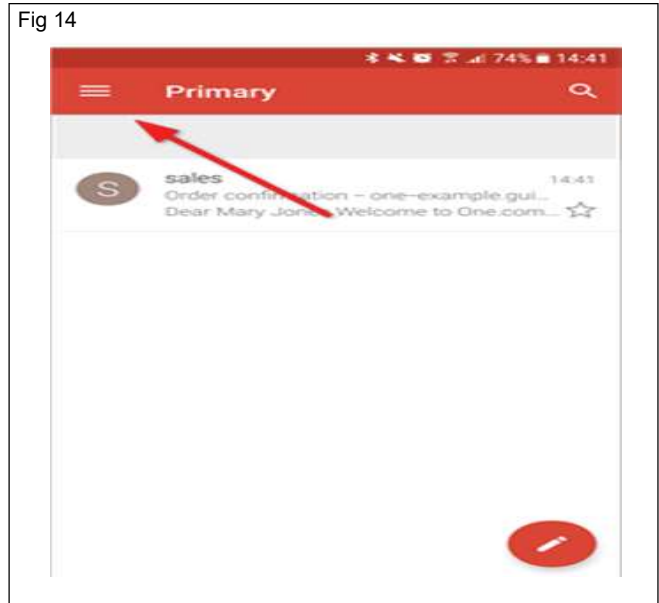 Fig 14
74% 14:41
Primary
S
sales 14:41
Order confirmation – one-example.gui...
Dear Mary Jones Welcome to One.com...